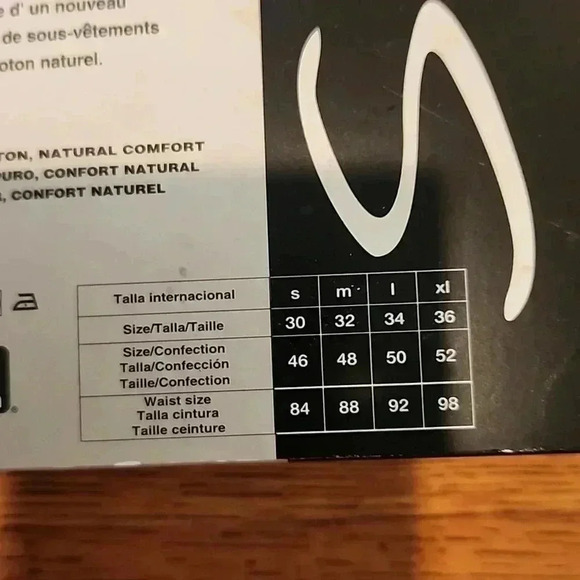 d' un nouveau
de sous-vêtements
oton naturel.
TON, NATURAL COMFORT
PURO, CONFORT NATURAL
, CONFORT NATUREL
Talla internacional s m l xl
Size/Talla/Taille 30 32 34 36
Size/Confection
Talla/Confección 46 48 50 52
Taille/Confection
Waist size
Talla cintura 84 88 92 98
Taille ceinture